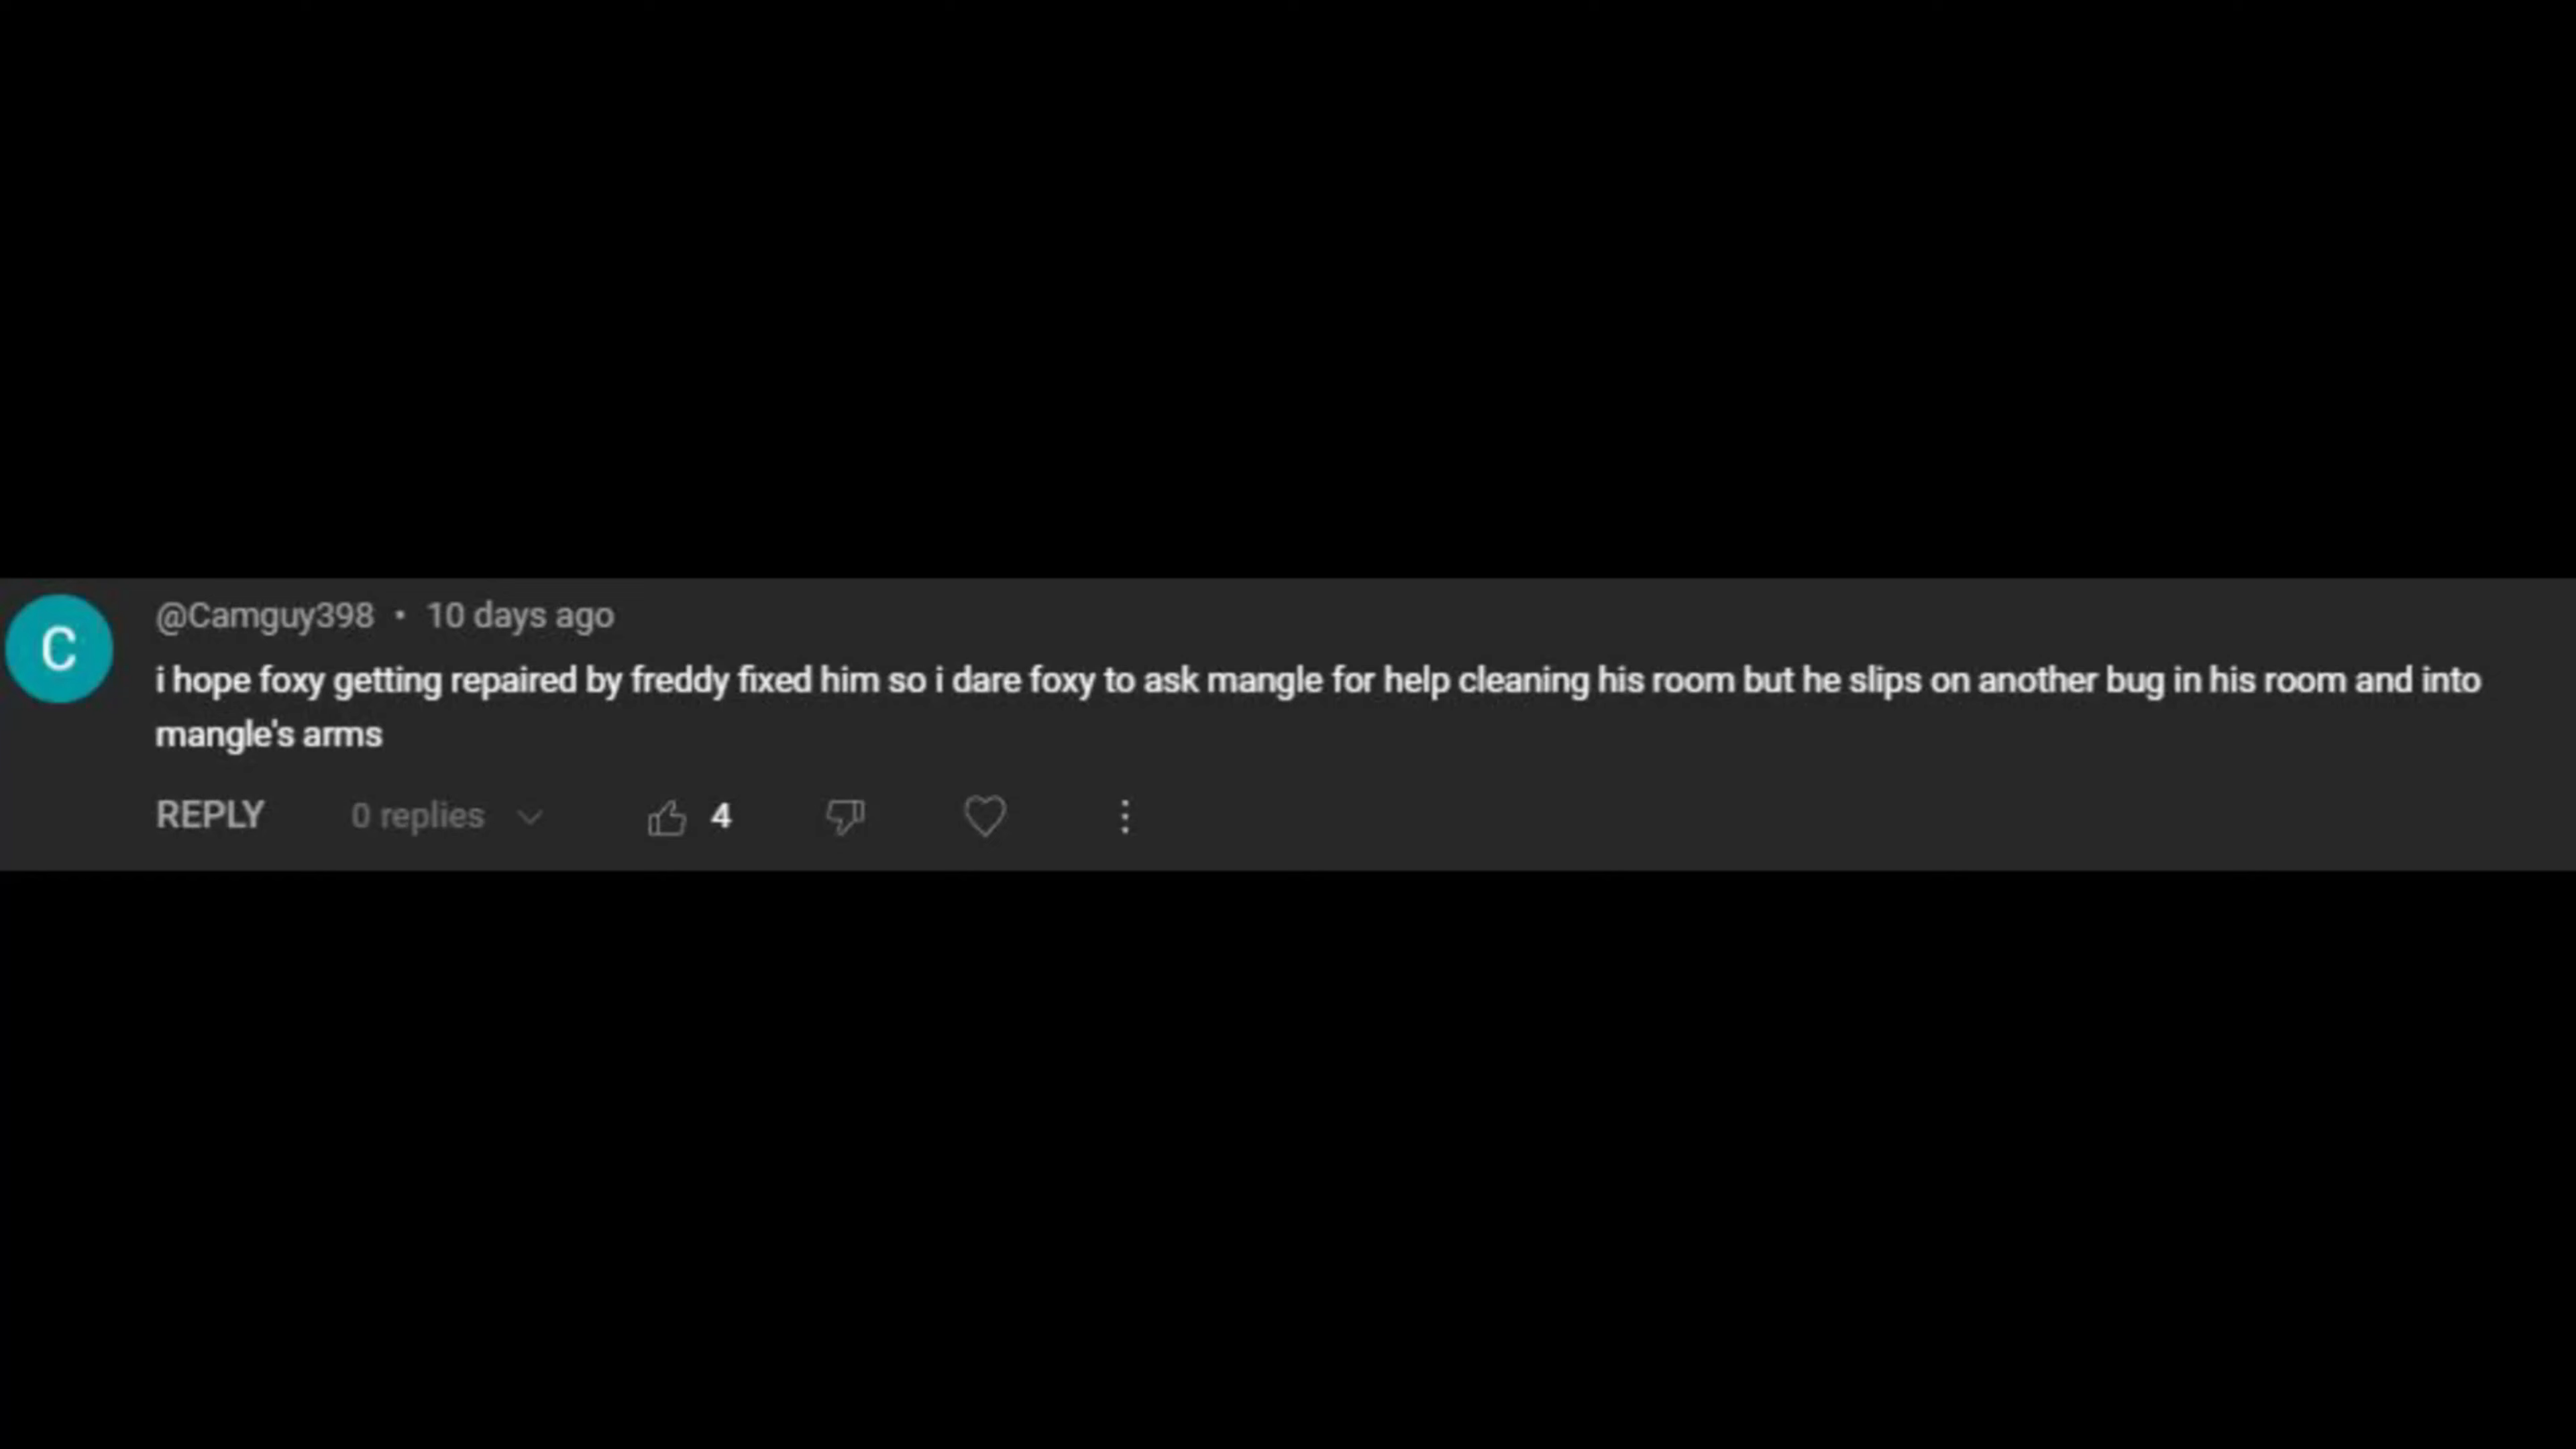 C
@Camguy398 • 10 days ago
i hope foxy getting repaired by freddy fixed him so i dare foxy to ask mangle for help cleaning his room but he slips on another bug in his room and into
mangle's arms
REPLY 0 replies 4